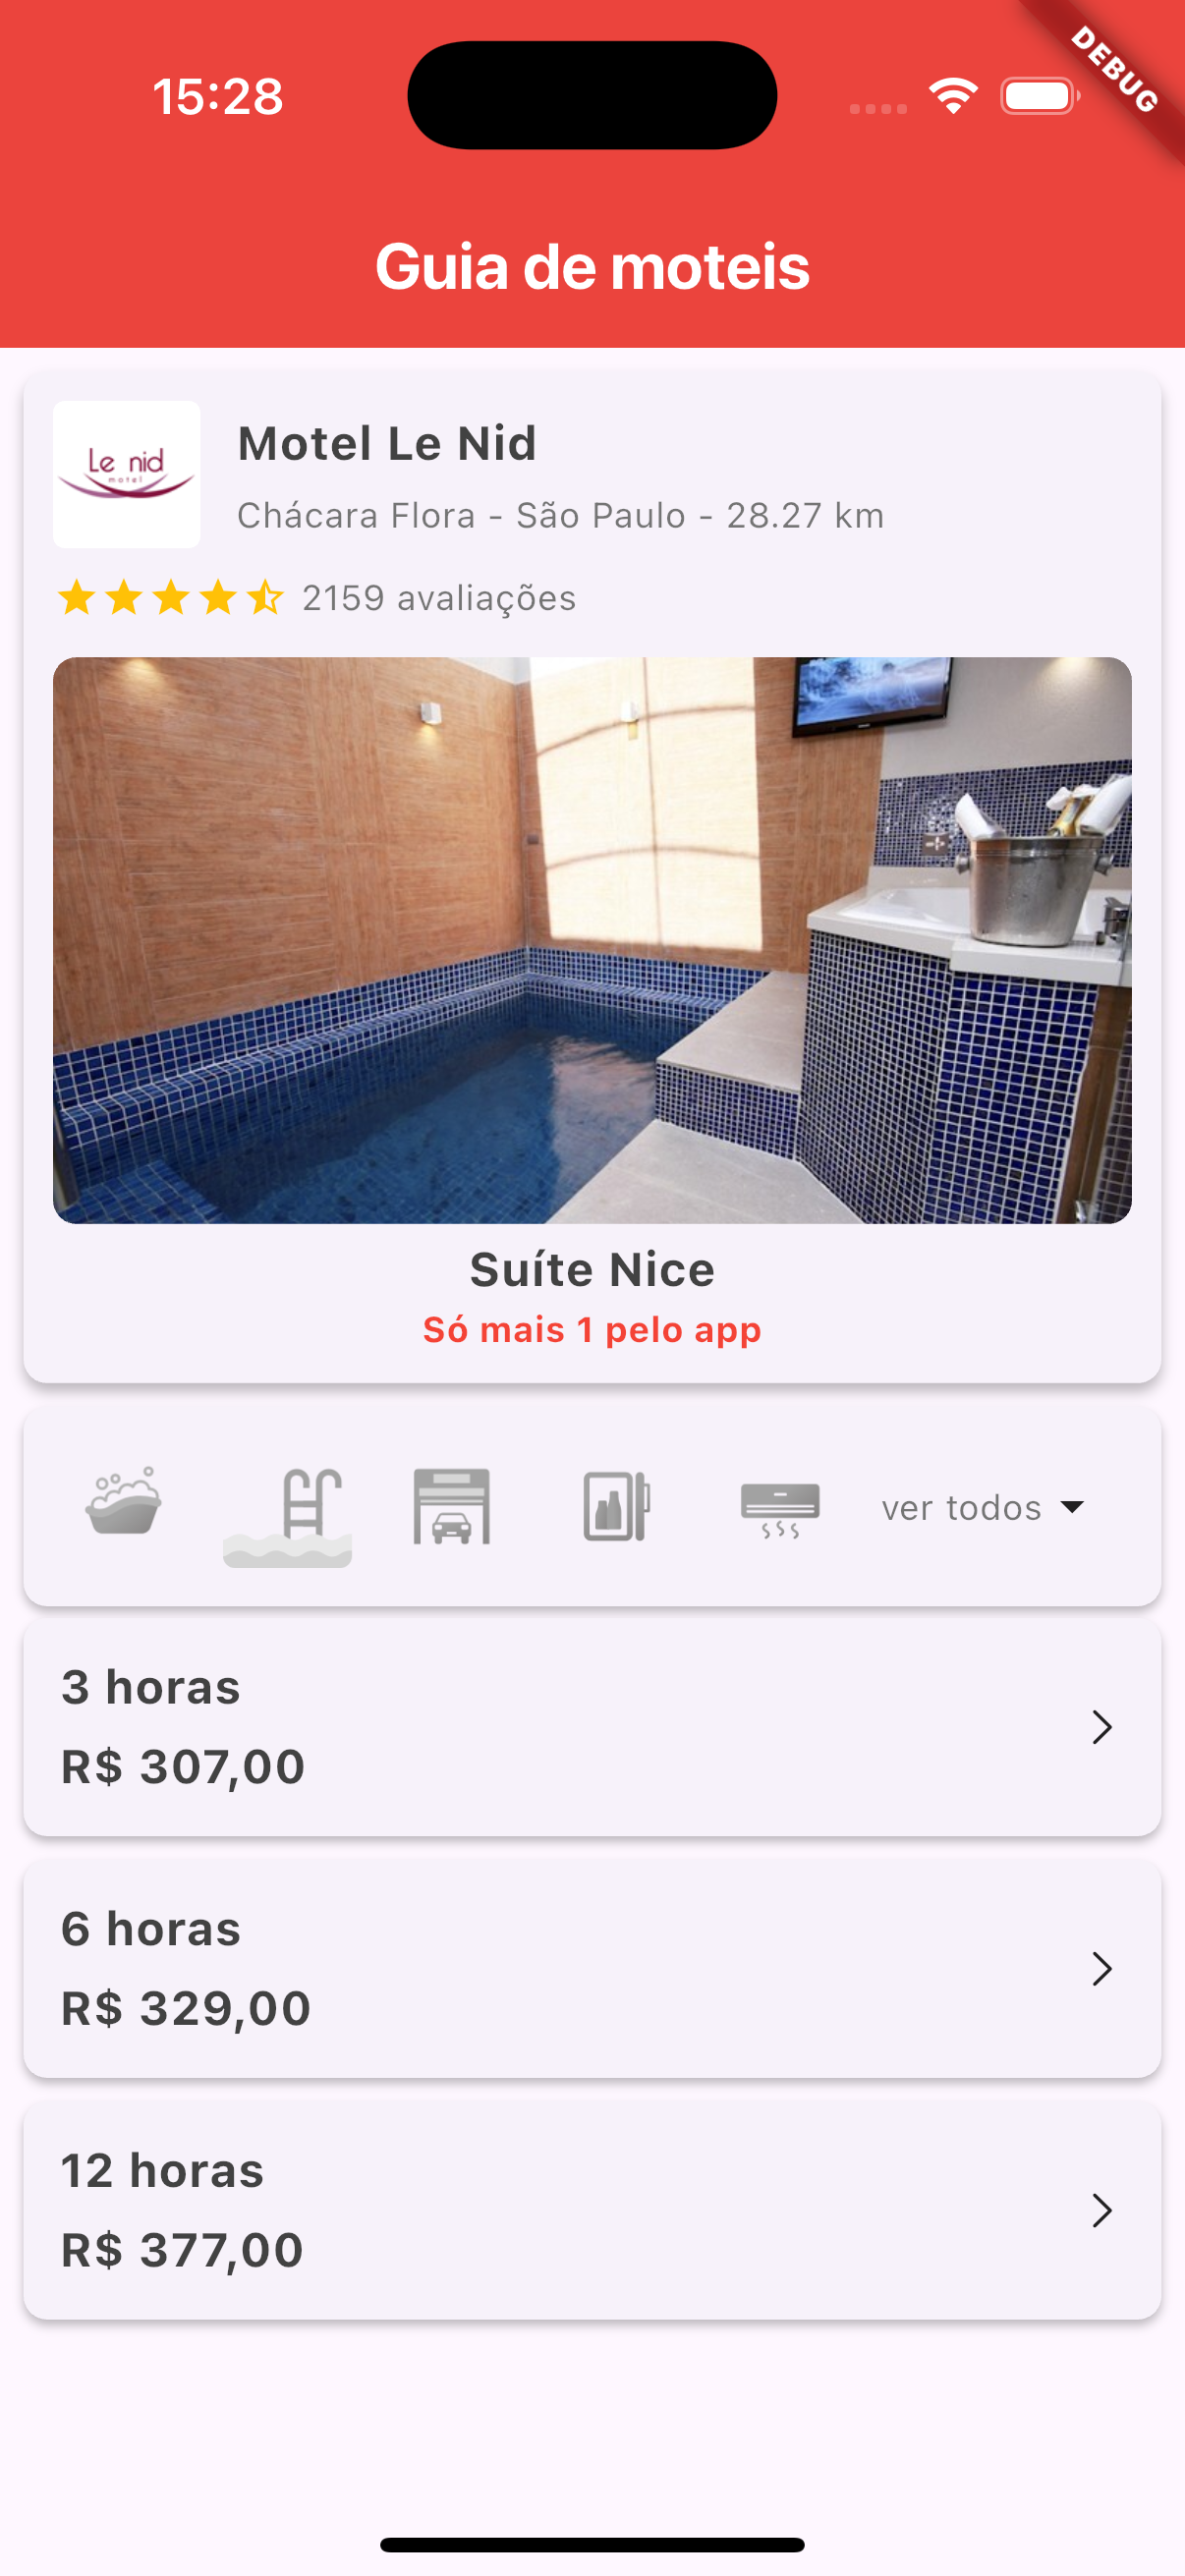 15:28
DEBUG
Guia de moteis
Le nid
motel
Motel Le Nid
Chácara Flora - São Paulo - 28.27 km
2159 avaliações
Suíte Nice
Só mais 1 pelo app
ver todos
3 horas
R$ 307,00
6 horas
R$ 329,00
12 horas
R$ 377,00